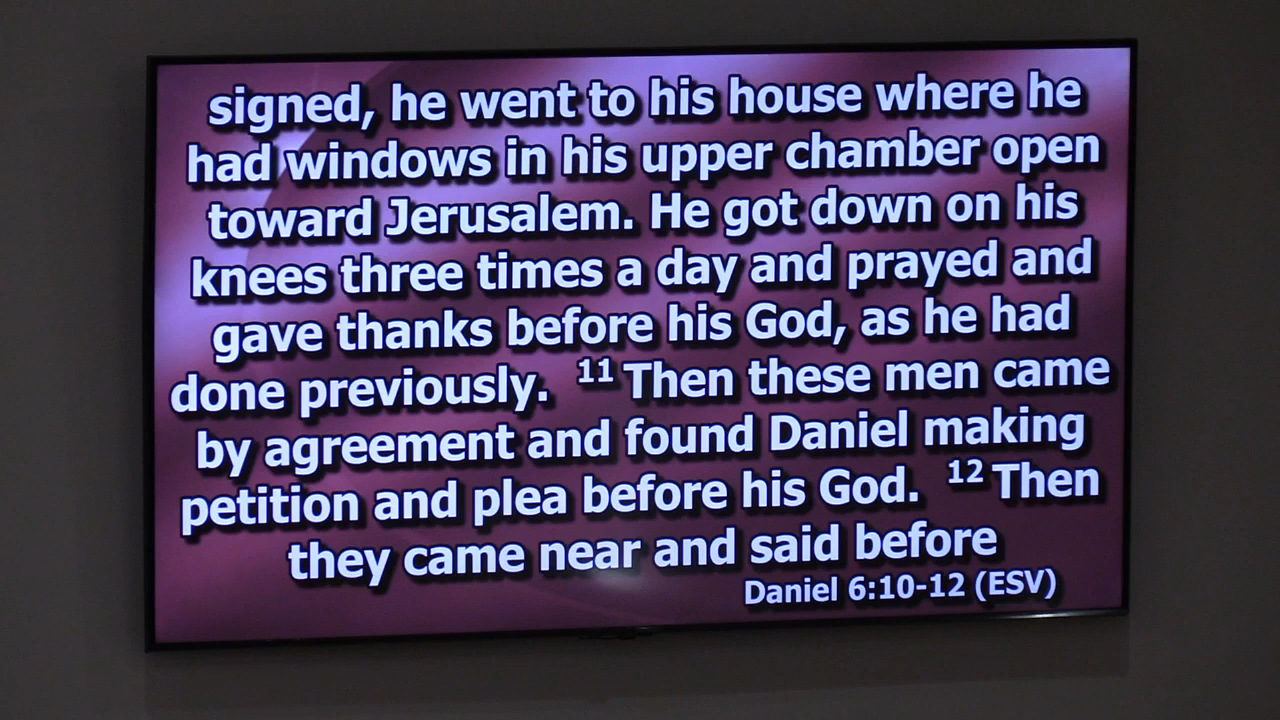 signed, he went to his house where he
had windows in his upper chamber open
toward Jerusalem. He got down on his
knees three times a day and prayed and
gave thanks before his God, as he had
done previously. 11 Then these men came
by agreement and found Daniel making
petition and plea before his God. 12 Then
they came near and said before
Daniel 6:10-12 (ESV)